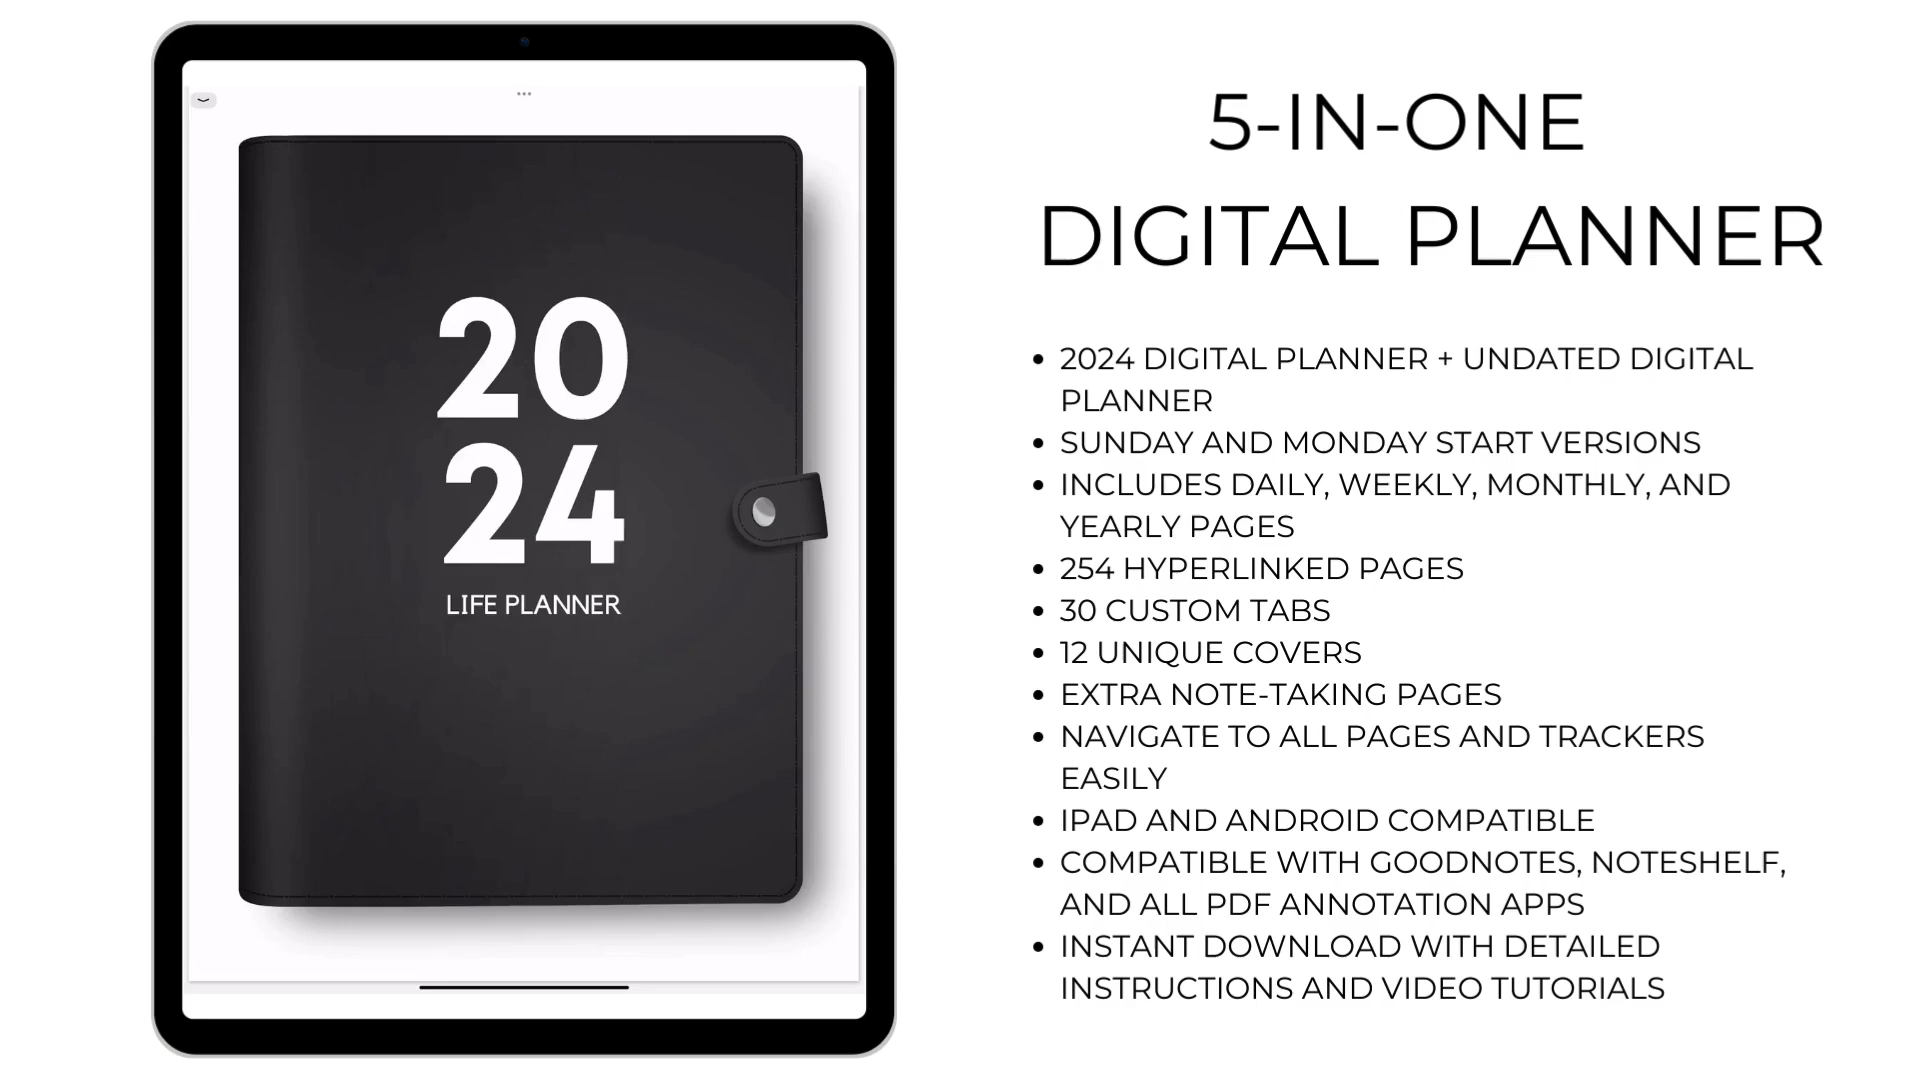 20
24
LIFE PLANNER
5-IN-ONE
DIGITAL PLANNER
• 2024 DIGITAL PLANNER + UNDATED DIGITAL
PLANNER
• SUNDAY AND MONDAY START VERSIONS
• INCLUDES DAILY, WEEKLY, MONTHLY, AND
YEARLY PAGES
• 254 HYPERLINKED PAGES
• 30 CUSTOM TABS
• 12 UNIQUE COVERS
• EXTRA NOTE-TAKING PAGES
• NAVIGATE TO ALL PAGES AND TRACKERS
EASILY
• IPAD AND ANDROID COMPATIBLE
• COMPATIBLE WITH GOODNOTES, NOTESHELF,
AND ALL PDF ANNOTATION APPS
• INSTANT DOWNLOAD WITH DETAILED
INSTRUCTIONS AND VIDEO TUTORIALS